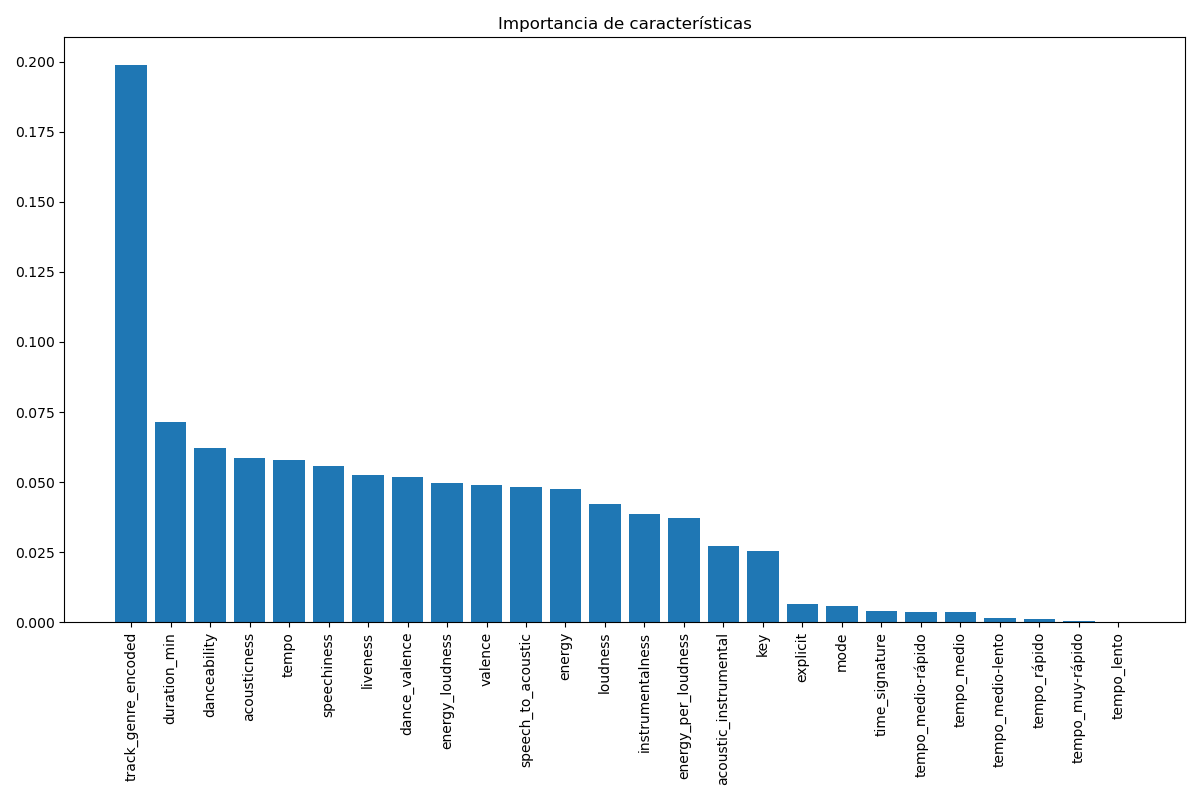 Importancia de características
0.200
0.175
0.150
0.125
0.100
0.075
0.050
0.025
0.000
track_genre_encoded
duration_min
danceability
acousticness
tempo
speechiness
liveness
dance_valence
energy_loudness
valence
speech_to_acoustic
energy
loudness
instrumentalness
energy_per_loudness
acoustic_instrumental
key
explicit
mode
time_signature
tempo_medio-rápido
tempo_medio
tempo_medio-lento
tempo_rápido
tempo_muy-rápido
tempo_lento